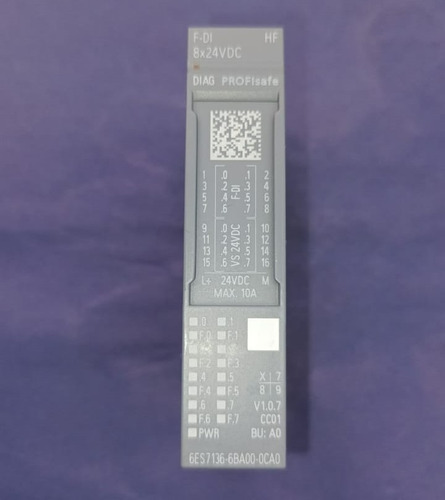 F-DI HF
8x24VDC
DIAG PROFIsafe
1 .0 .1 2
3 .2 .3 4
5 .4 .5 6
7 .6 .7 8
F-DI
9 .0 .1 10
11 .2 .3 12
13 .4 .5 14
15 .6 .7 16
VS 24VDC
L+ 24VDC M
MAX. 10A
.0 .1
F.0 F.1
F.2 F.3
.4 .5 X 7
F.4 F.5 8 9
.6 .7 V1.0.7
F.6 F.7 CC01
PWR BU: A0
6ES7136-6BA00-0CA0